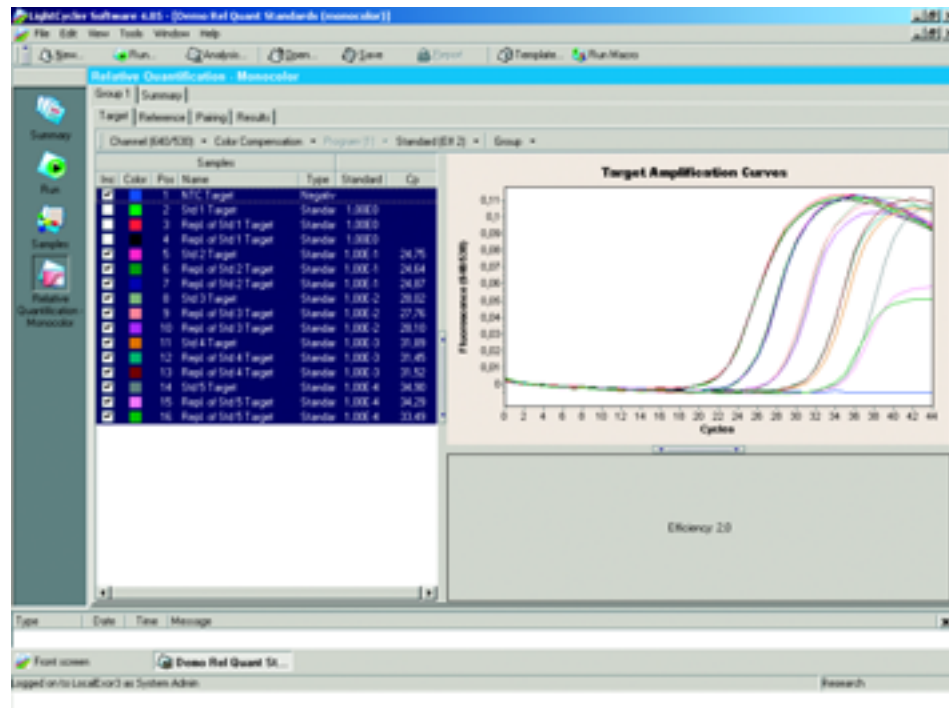 LightCycler Software 4.05 - [Demo Rel Quant Standards (monocolor)]
File Edit View Tools Window Help
New... Run... Analysis... Open... Save Export Template... Run Macro
Relative Quantification - Monocolor
Group 1 Summary
Target Reference Pairing Results
Channel (640/530) Color Compensation Program (1) Group
Summary
Run
Samples
Relative Quantification - Monocolor
Samples
Inc Color Pos Name Type Standard Cp
1 NTC Target Negativ
2 Std 1 Target Standar 1,00E0
3 Repl. of Std 1 Target Standar 1,00E0
4 Repl. of Std 1 Target Standar 1,00E0
5 Std 2 Target Standar 1,00E-1 24,75
6 Repl. of Std 2 Target Standar 1,00E-1 24,64
7 Repl. of Std 2 Target Standar 1,00E-1 24,87
8 Std 3 Target Standar 1,00E-2 28,02
9 Repl. of Std 3 Target Standar 1,00E-2 27,76
10 Repl. of Std 3 Target Standar 1,00E-2 28,10
11 Std 4 Target Standar 1,00E-3 31,89
12 Repl. of Std 4 Target Standar 1,00E-3 31,45
13 Repl. of Std 4 Target Standar 1,00E-3 31,52
14 Std 5 Target Standar 1,00E-4 34,90
15 Repl. of Std 5 Target Standar 1,00E-4 34,29
16 Repl. of Std 5 Target Standar 1,00E-4 33,49
Target Amplification Curves
Fluorescence (640/530)
0,11
0,1
0,09
0,08
0,07
0,06
0,05
0,04
0,03
0,02
0,01
0
0 2 4 6 8 10 12 14 16 18 20 22 24 26 28 30 32 34 36 38 40 42 44
Cycles
Efficiency: 2.0
Type Date Time Message
Front screen Demo Rel Quant St...
Logged on to as System Admin Research